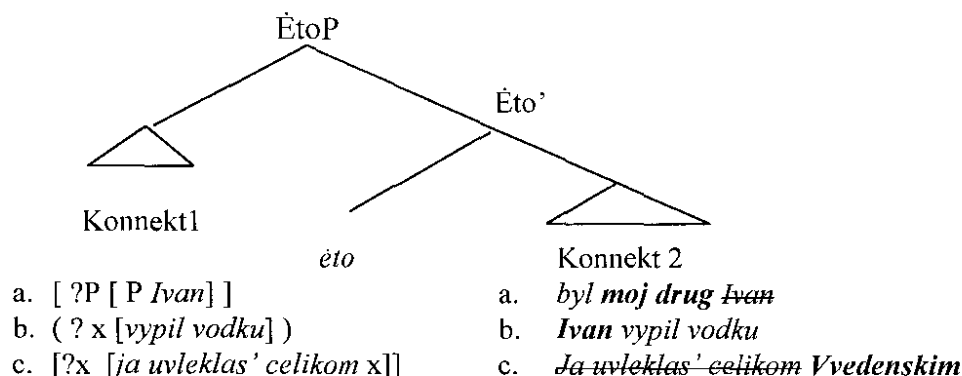 ĖtoP
Ėto’
Konnekt1
ėto
Konnekt 2
a. [ ?P [ P Ivan] ] a. byl moj drug Ivan
b. ( ? x [vypil vodku] ) b. Ivan vypil vodku
c. [?x [ja uvleklas’ celikom x]] c. Ja uvleklas’ celikom Vvedenskim